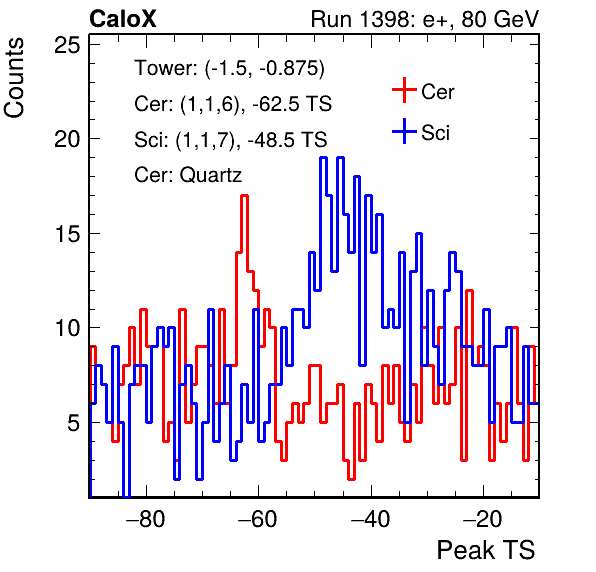 CaloX Run 1398: e+, 80 GeV
Counts
25
20
15
10
5
Tower: (-1.5, -0.875)
Cer: (1,1,6), -62.5 TS
Sci: (1,1,7), -48.5 TS
Cer: Quartz
Cer
Sci
−80 −60 −40 −20
Peak TS